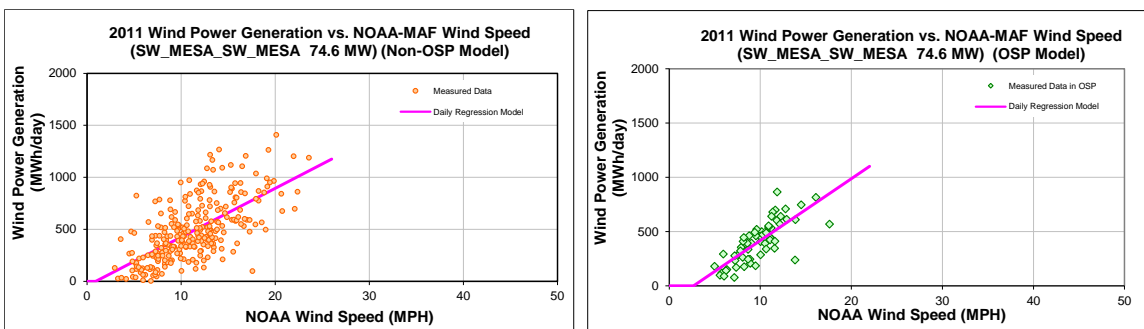 2011 Wind Power Generation vs. NOAA-MAF Wind Speed
(SW_MESA_SW_MESA 74.6 MW) (Non-OSP Model)
Wind Power Generation
(MWh/day)
2000
1500
1000
500
0
Measured Data
Daily Regression Model
0 10 20 30 40 50
NOAA Wind Speed (MPH)
2011 Wind Power Generation vs. NOAA-MAF Wind Speed
(SW_MESA_SW_MESA 74.6 MW) (OSP Model)
Wind Power Generation
(MWh/day)
2000
1500
1000
500
0
Measured Data in OSP
Daily Regression Model
0 10 20 30 40 50
NOAA Wind Speed (MPH)